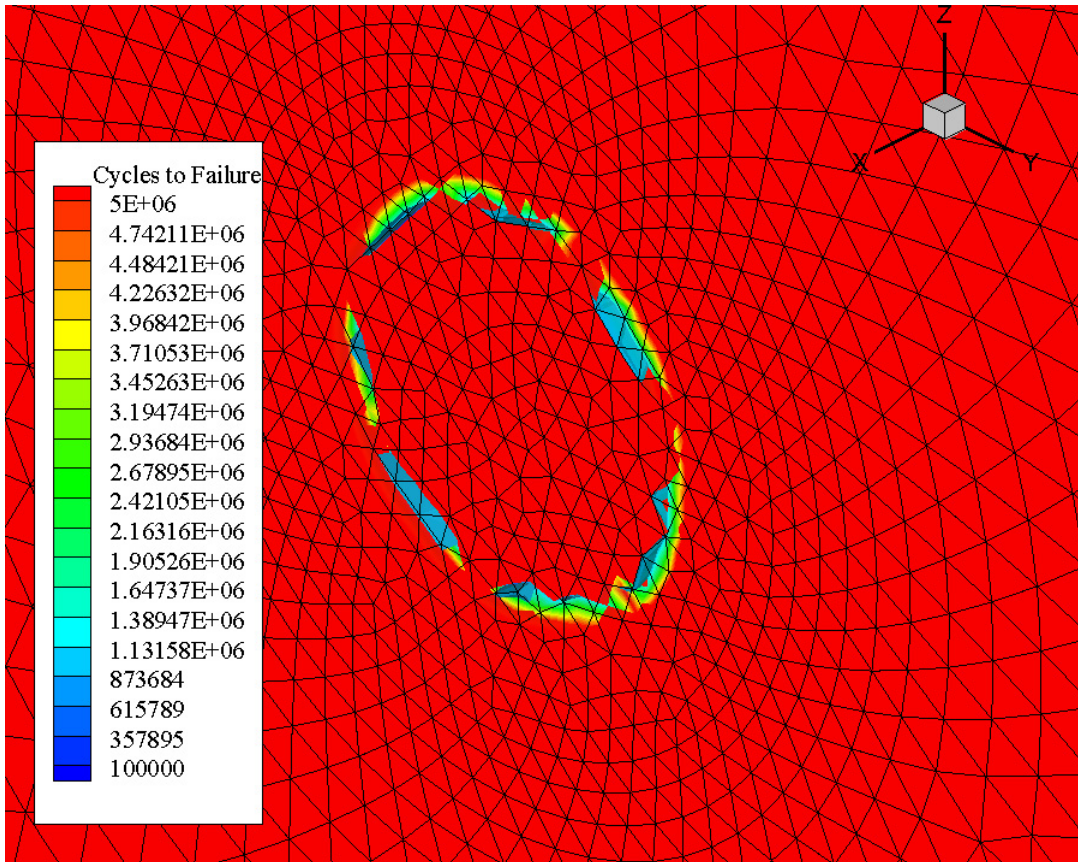 Z
X
Y
Cycles to Failure
5E+06
4.74211E+06
4.48421E+06
4.22632E+06
3.96842E+06
3.71053E+06
3.45263E+06
3.19474E+06
2.93684E+06
2.67895E+06
2.42105E+06
2.16316E+06
1.90526E+06
1.64737E+06
1.38947E+06
1.13158E+06
873684
615789
357895
100000